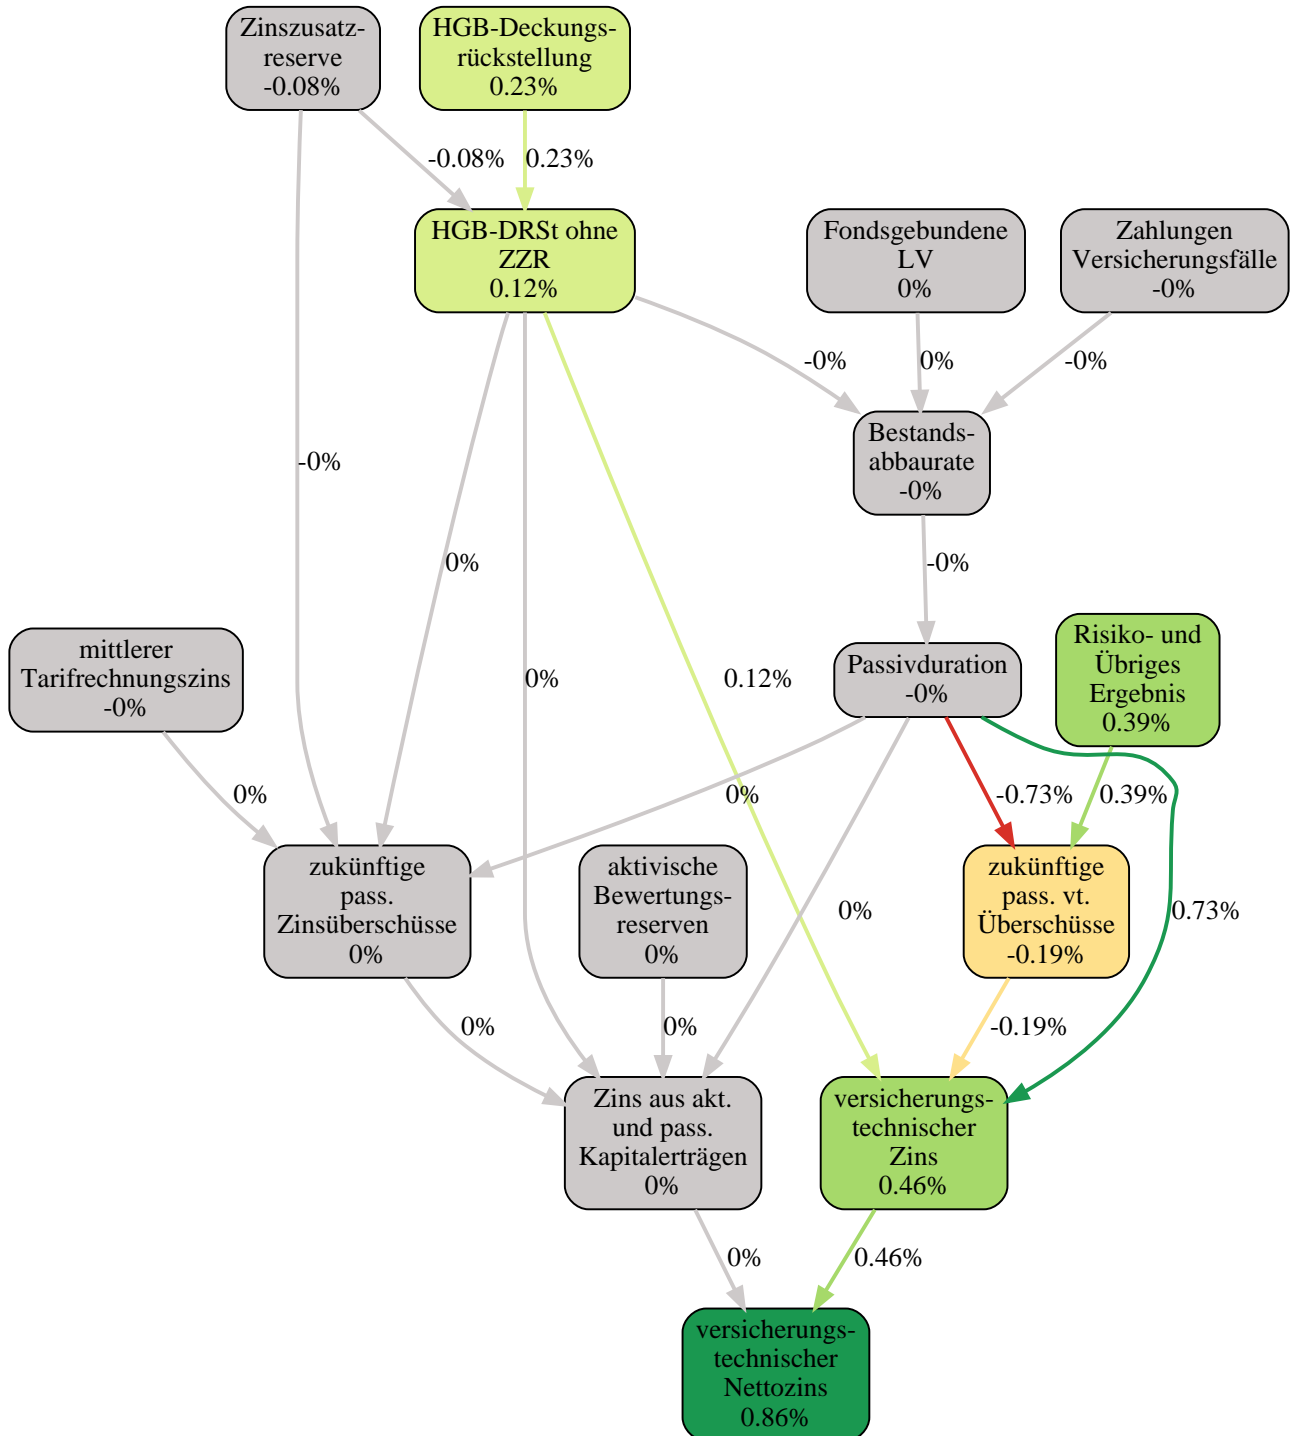 Zinszusatz-
reserve
-0.08%
HGB-Deckungs-
rückstellung
0.23%
-0.08%
0.23%
HGB-DRSt ohne
ZZR
0.12%
Fondsgebundene
LV
0%
Zahlungen
Versicherungsfälle
-0%
-0%
0%
-0%
Bestands-
abbaurate
-0%
-0%
0%
-0%
mittlerer
Tarifrechnungszins
-0%
0%
0.12%
Passivduration
-0%
Risiko- und
Übriges
Ergebnis
0.39%
0%
0%
-0.73%
0.39%
zukünftige
pass.
Zinsüberschüsse
0%
aktivische
Bewertungs-
reserven
0%
0%
zukünftige
pass. vt.
Überschüsse
-0.19%
0.73%
0%
0%
-0.19%
Zins aus akt.
und pass.
Kapitalerträgen
0%
versicherungs-
technischer
Zins
0.46%
0%
0.46%
versicherungs-
technischer
Nettozins
0.86%